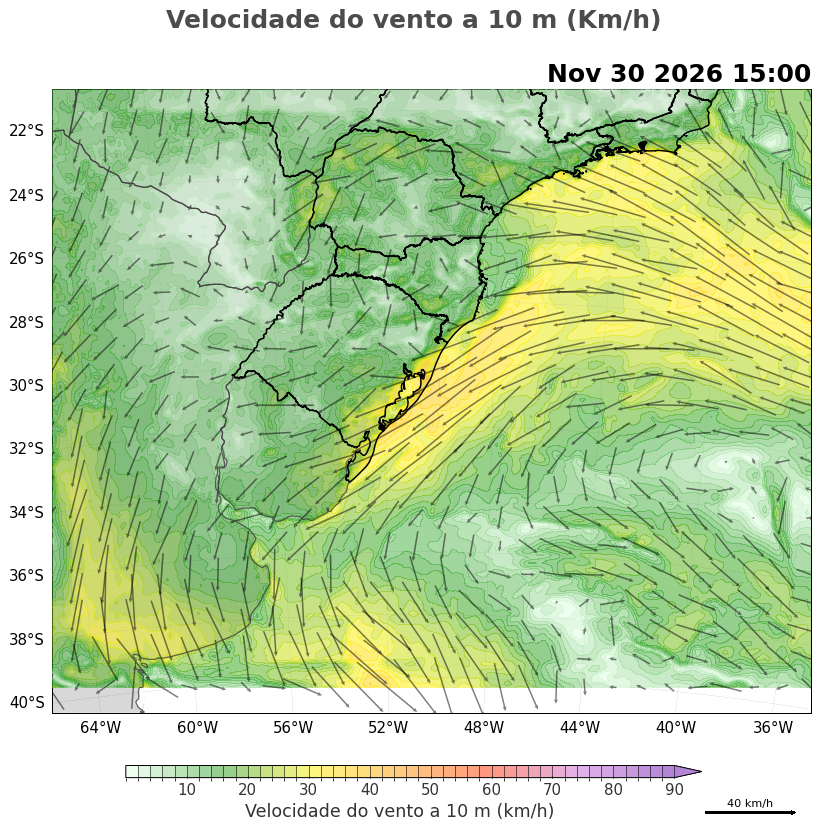 Velocidade do vento a 10 m (Km/h)
Nov 30 2026 15:00
22°S
24°S
26°S
28°S
30°S
32°S
34°S
36°S
38°S
40°S
64°W 60°W 56°W 52°W 48°W 44°W 40°W 36°W
10 20 30 40 50 60 70 80 90
Velocidade do vento a 10 m (km/h)
40 km/h